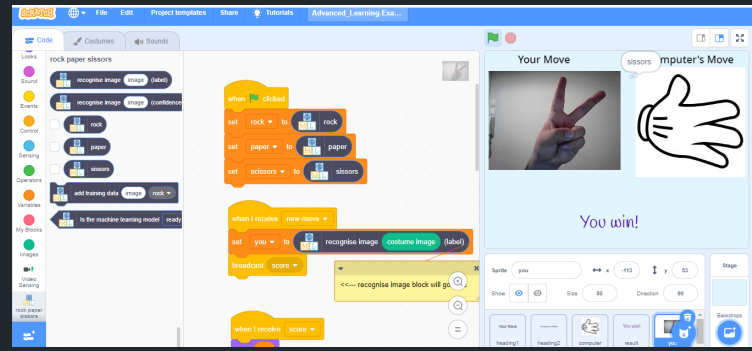 SCRATCH File Edit Project templates Share Tutorials Advanced_Learning-Exa...
Code Costumes Sounds
Looks
Sound
Events
Control
Sensing
Operators
Variables
My Blocks
Images
Video Sensing
rock paper sissors
rock paper sissors
recognise image image (label)
recognise image image (confidence
rock
paper
sissors
add training data image rock
Is the machine learning model ready
when clicked
set rock to rock
set paper to paper
set scissors to sissors
when I receive new-move
set you to recognise image costume image (label)
broadcast score
<<--- recognise image block will go
when I receive score
Your Move
sissors
mputer's Move
You win!
Sprite you x -113 y 53
Show Size 50 Direction 90
Stage
Backdrops
Your Move
heading1
heading2
computer
You win!
result
you